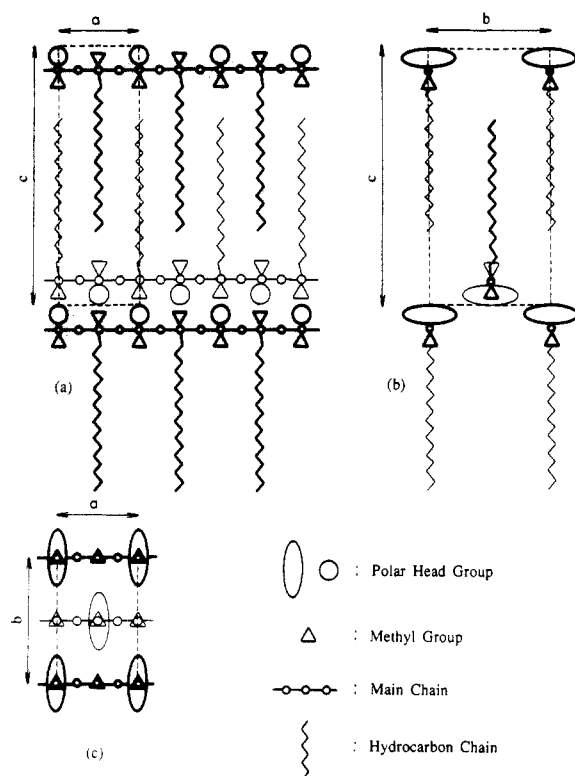 a
b
c
c
(a)
(b)
a
b
(c)
: Polar Head Group
: Methyl Group
: Main Chain
: Hydrocarbon Chain